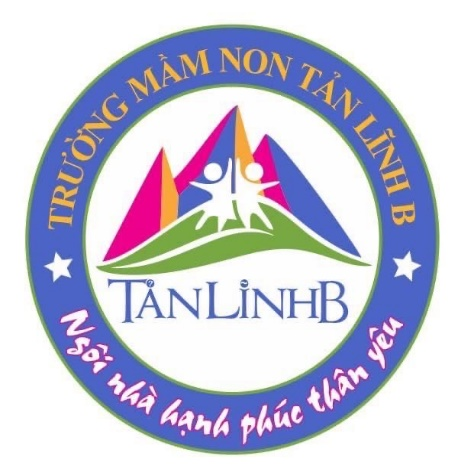 TRƯỜNG MẦM NON TẢN LĨNH B
TẢNLĨNHB
Ngôi nhà hạnh phúc thân yêu